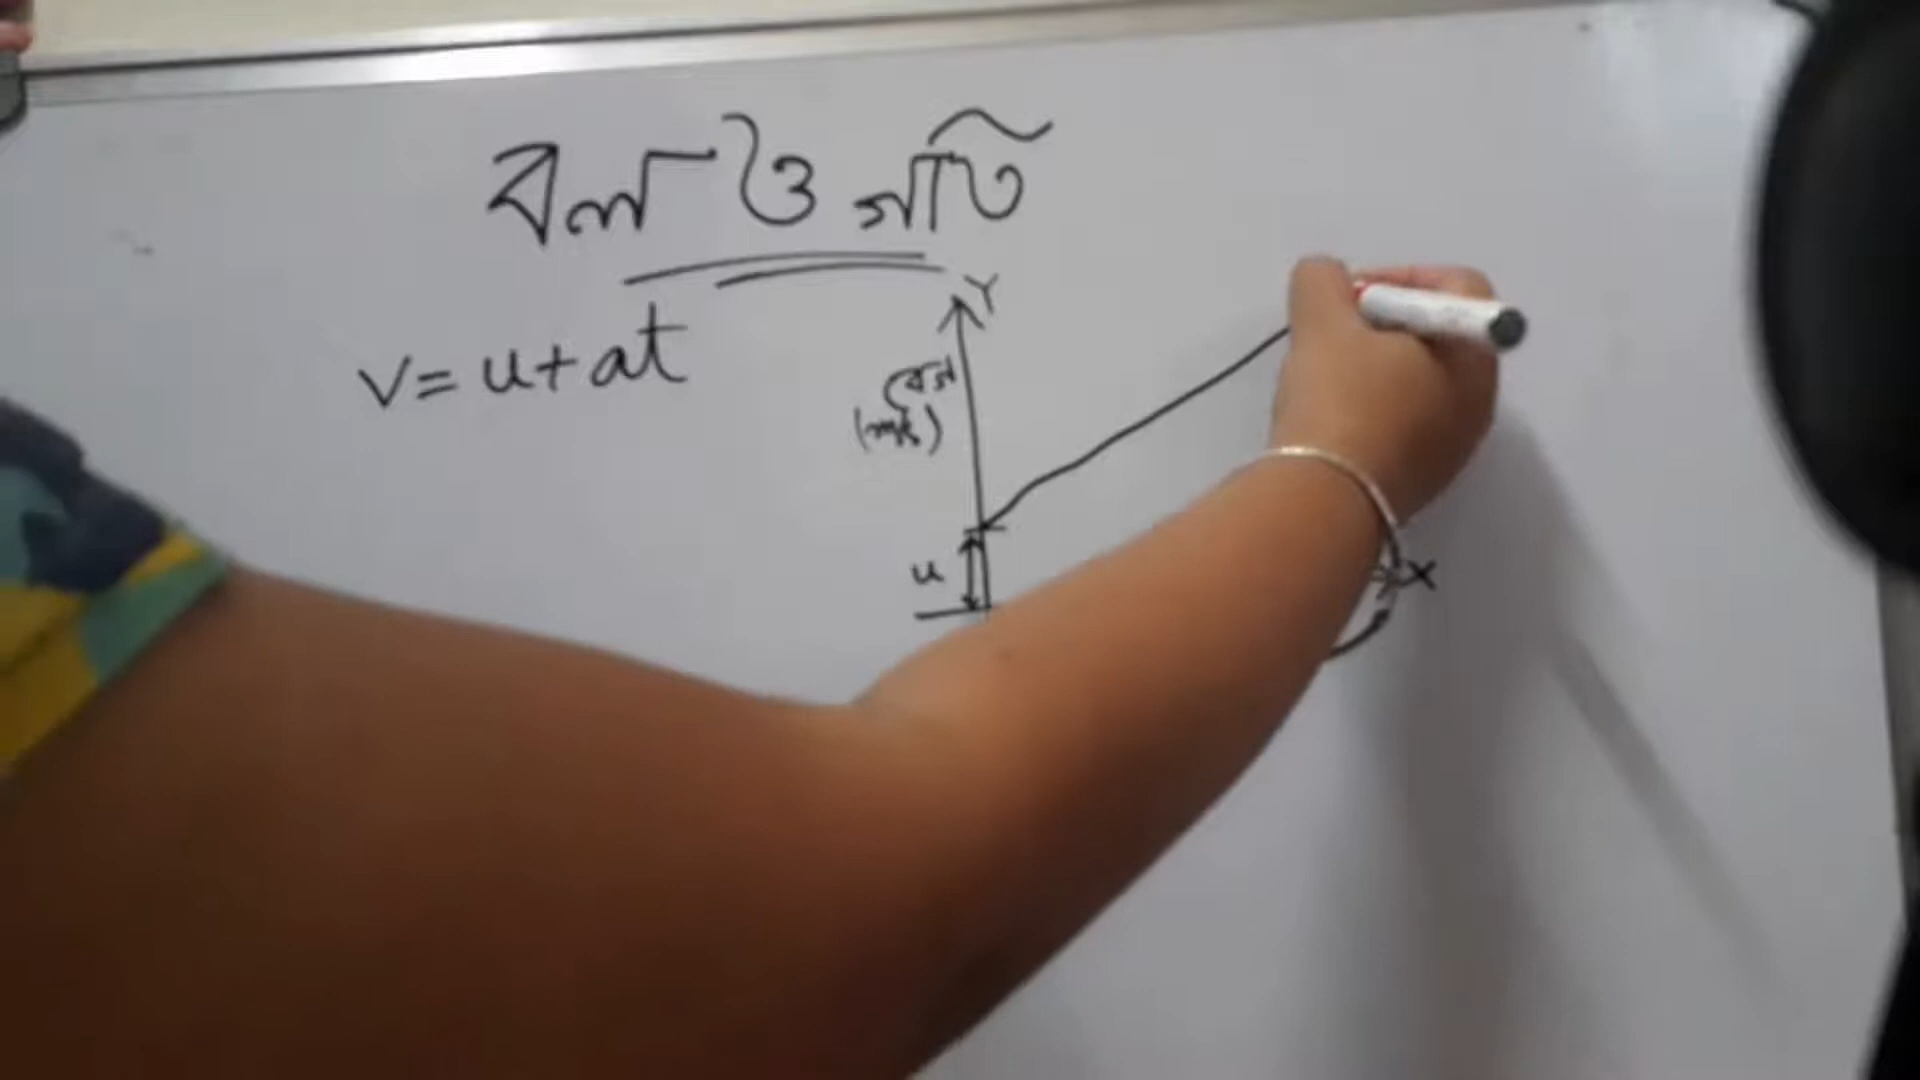 বল ও গতি
v = u + at
Y
বেগ
(m/s)
u
X